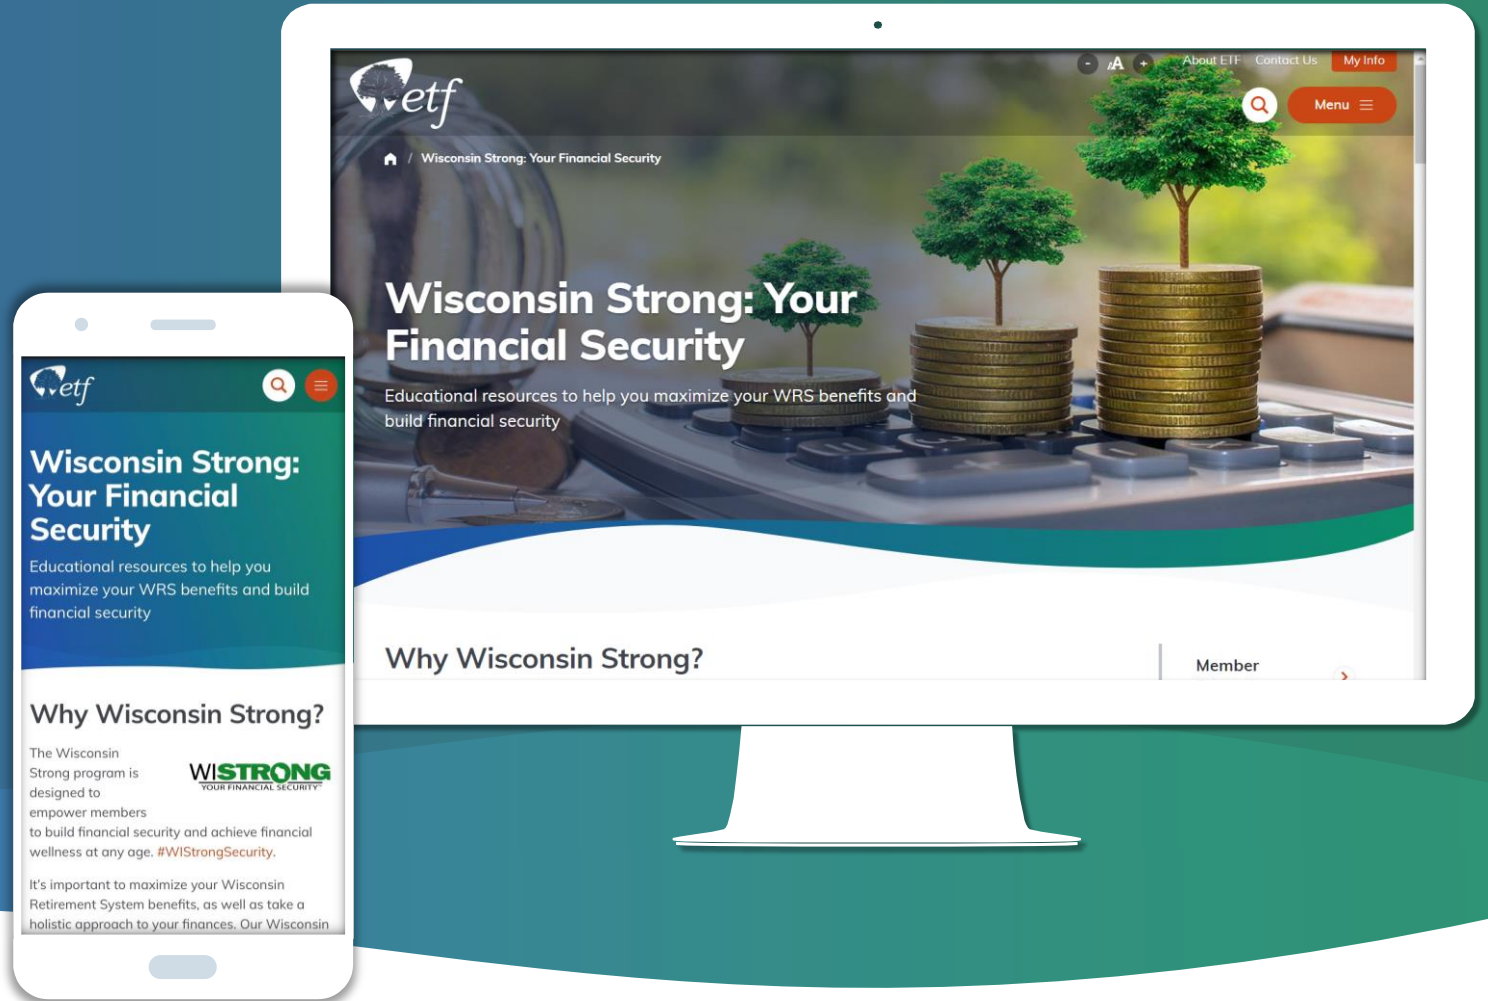 etf
- AA +
About ETF Contact Us My Info
Menu
/ Wisconsin Strong: Your Financial Security
Wisconsin Strong: Your
Financial Security
Educational resources to help you maximize your WRS benefits and
build financial security
Why Wisconsin Strong?
Member
etf
Wisconsin Strong:
Your Financial
Security
Educational resources to help you
maximize your WRS benefits and build
financial security
Why Wisconsin Strong?
The Wisconsin
Strong program is
designed to
empower members
WISTRONG
YOUR FINANCIAL SECURITY
to build financial security and achieve financial
wellness at any age. #WIStrongSecurity.
It's important to maximize your Wisconsin
Retirement System benefits, as well as take a
holistic approach to your finances. Our Wisconsin